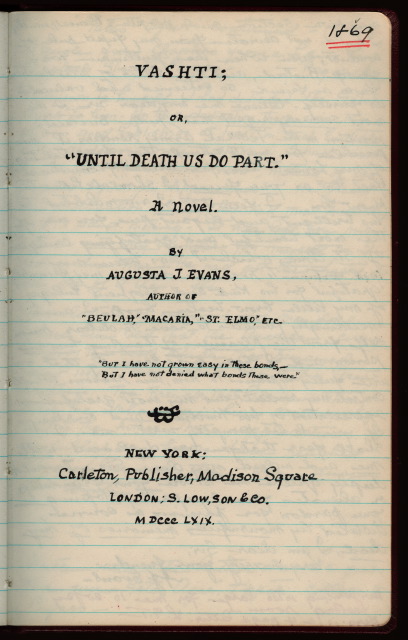 1869
VASHTI;
OR,
"UNTIL DEATH US DO PART."
A Novel.
BY
AUGUSTA J EVANS,
AUTHOR OF
"BEULAH," "MACARIA," "ST. ELMO," ETC.
"But I have not grown easy in these bonds,—
But I have not denied what bonds these were."
NEW YORK:
Carleton, Publisher, Madison Square
LONDON: S. LOW, SON & CO.
M Dccc LXIX.